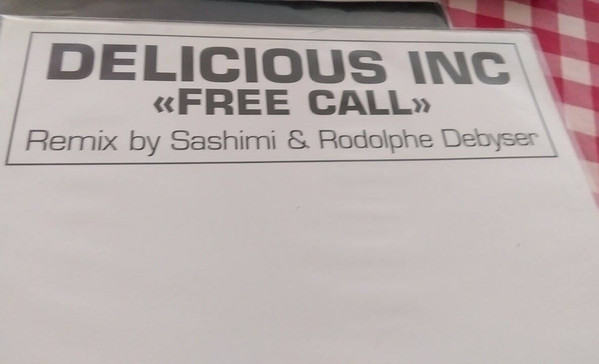 DELICIOUS INC
«FREE CALL»
Remix by Sashimi & Rodolphe Debyser